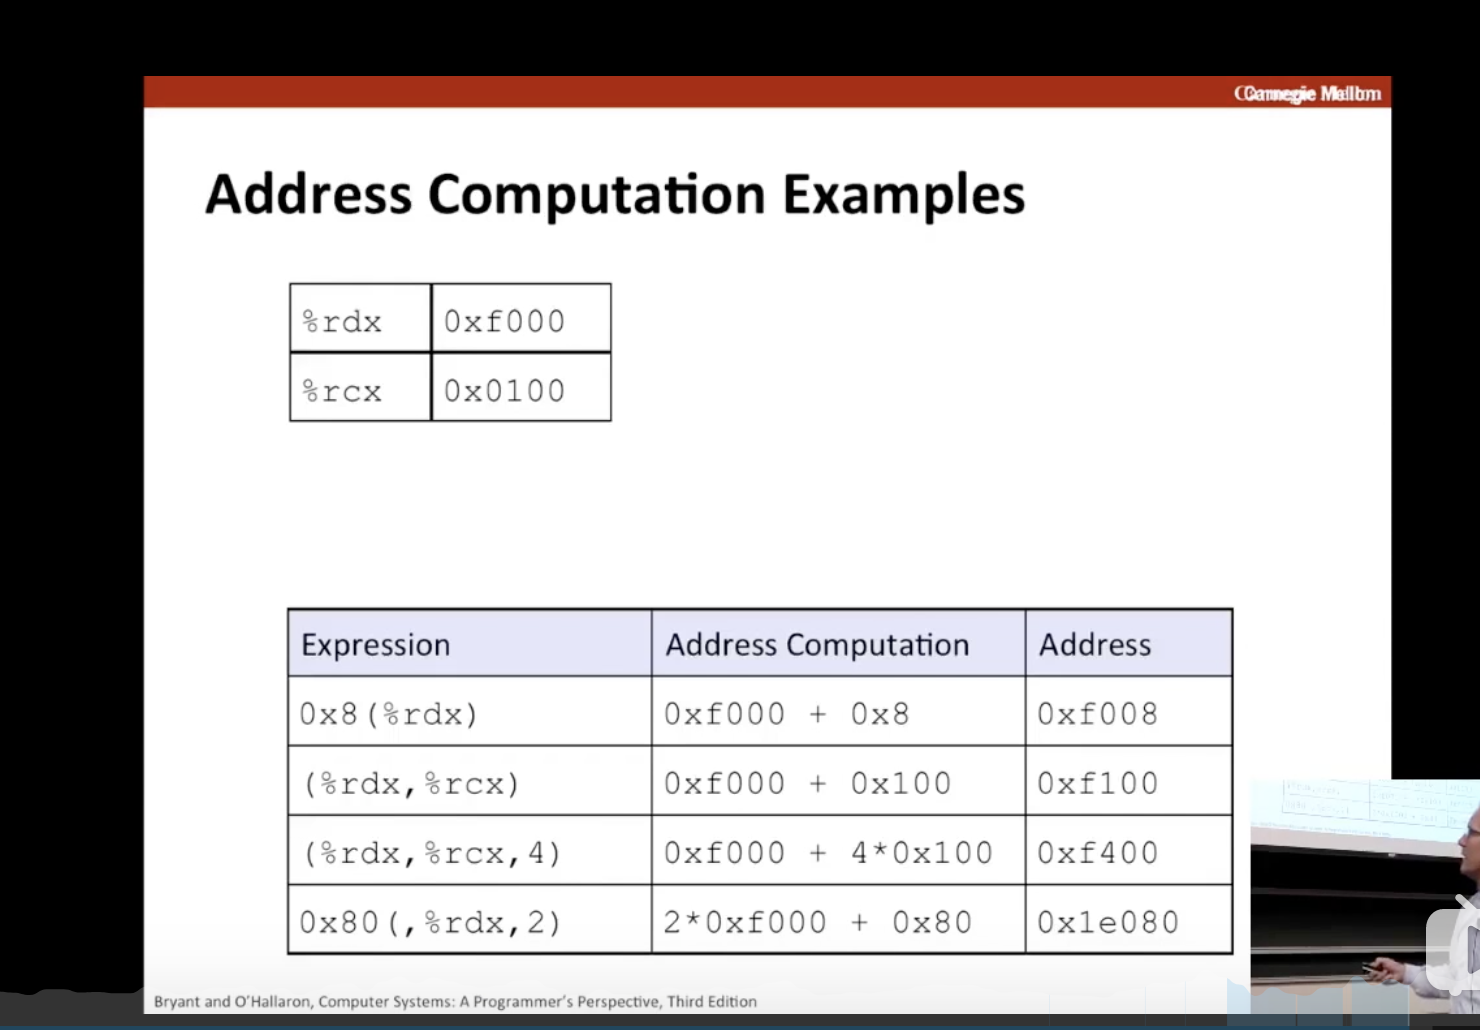 Carnegie Mellon
Address Computation Examples
%rdx 0xf000
%rcx 0x0100
Expression Address Computation Address
0x8(%rdx) 0xf000 + 0x8 0xf008
(%rdx,%rcx) 0xf000 + 0x100 0xf100
(%rdx,%rcx,4) 0xf000 + 4*0x100 0xf400
0x80(,%rdx,2) 2*0xf000 + 0x80 0x1e080
Bryant and O'Hallaron, Computer Systems: A Programmer's Perspective, Third Edition